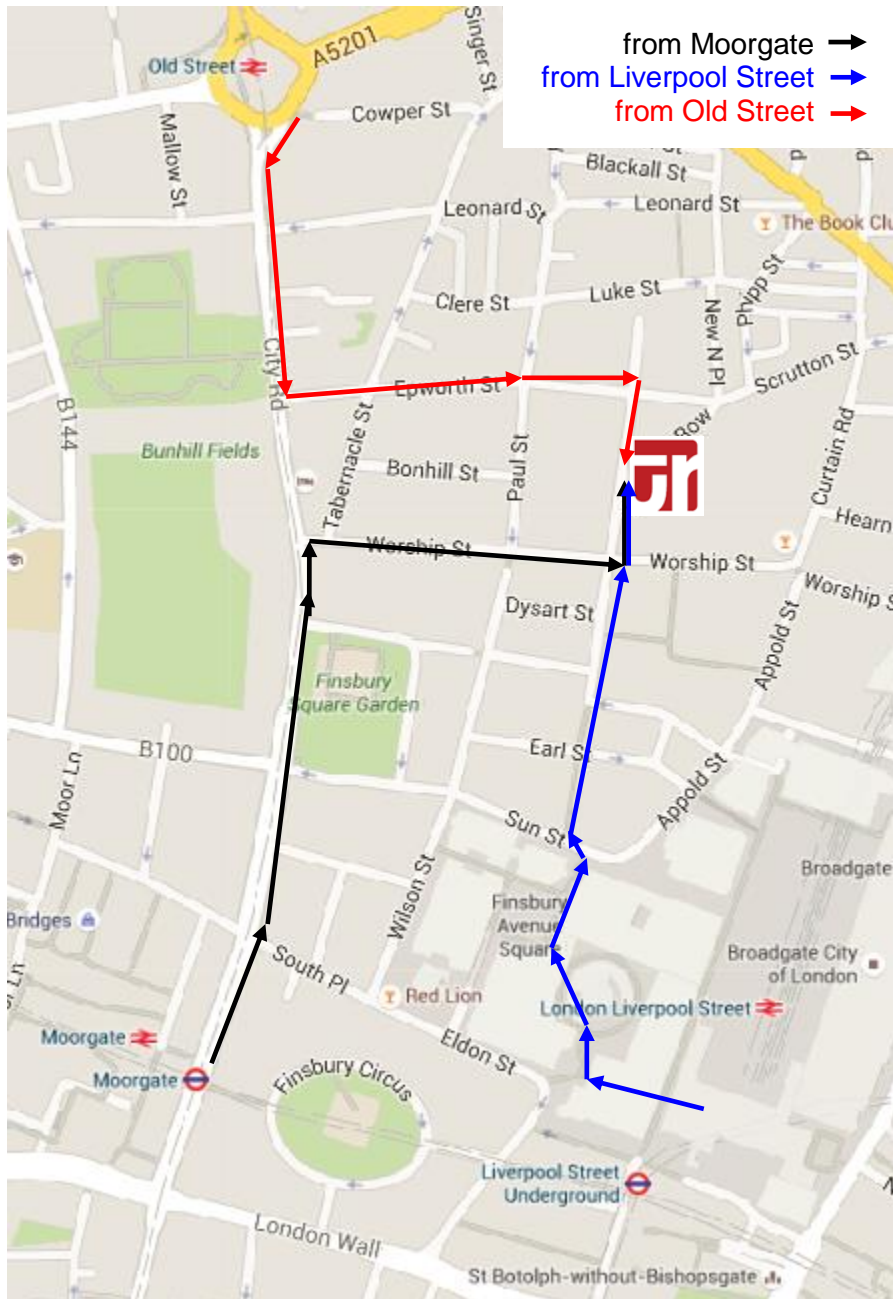 from Moorgate
from Liverpool Street
from Old Street
A5201
Old Street
Singer St
Cowper St
Mallow St
Blackall St
Leonard St
Leonard St
The Book Clu
Phipp St
Clere St
Luke St
New N Pl
City Rd
Epworth St
Scrutton St
B144
Tabernacle St
Row
Curtain Rd
Bunhill Fields
Bonhill St
Paul St
Hearn
Worship St
Worship St
Worship S
Dysart St
Appold St
Finsbury
Square Garden
B100
Moor Ln
Earl St
Appold St
Sun St
Wilson St
Broadgate
Bridges
Finsbury
Avenue
Square
South Pl
Broadgate City
of London
Red Lion
London Liverpool Street
Moorgate
Eldon St
Moorgate
Finsbury Circus
Liverpool Street
Underground
London Wall
St Botolph-without-Bishopsgate